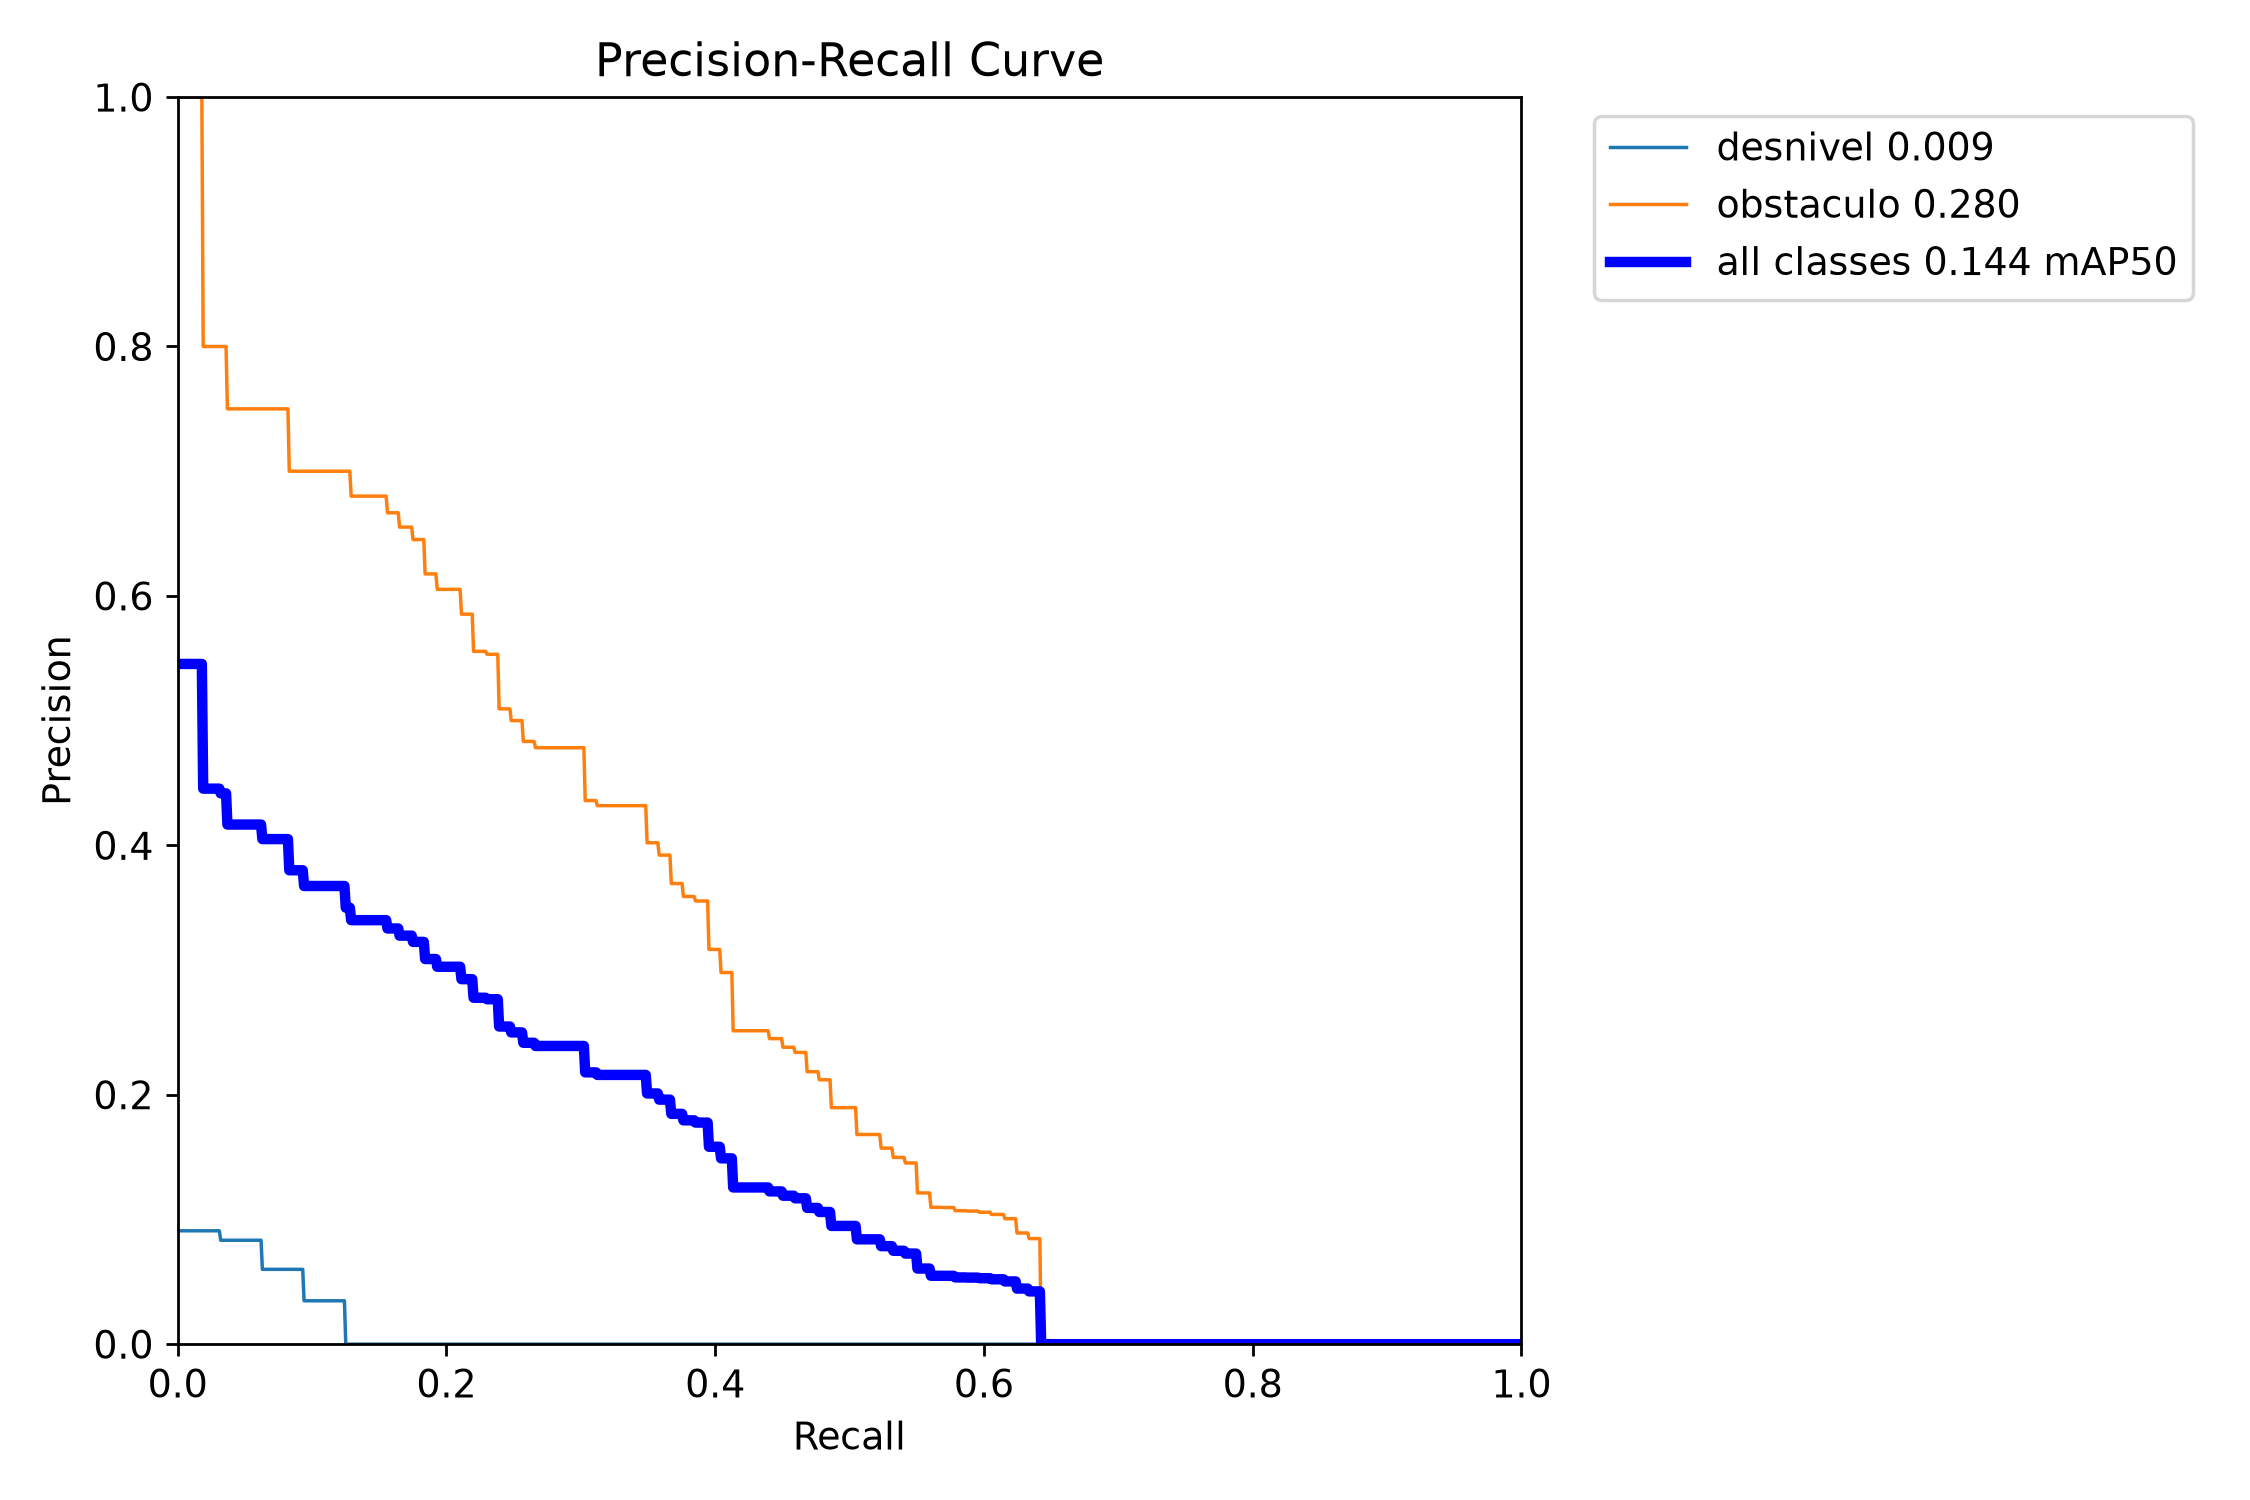 Precision-Recall Curve
desnivel 0.009
obstaculo 0.280
all classes 0.144 mAP50
Precision
1.0
0.8
0.6
0.4
0.2
0.0
0.0 0.2 0.4 0.6 0.8 1.0
Recall